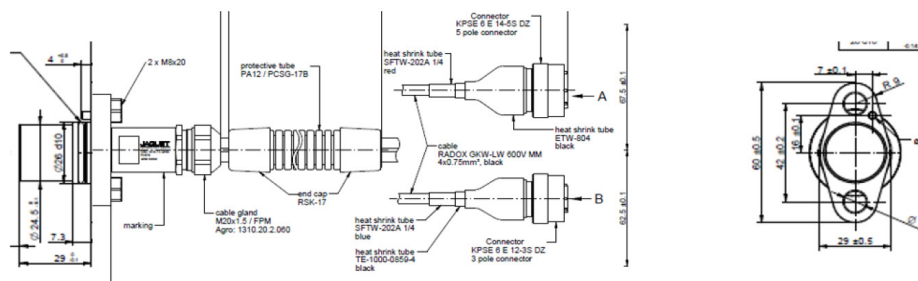 Connector
KPSE 6 E 14-5S DZ
5 pole connector
4
2 x M8x20
protective tube
PA12 / PCSG-17B
heat shrink tube
SFTW-202A 1/4
red
A
67.5 ±0.1
7 ±0.1
R 9
JAQUET
heat shrink tube
ETW-804
black
cable
RADOX GKW-LW 600V MM
4x0.75mm², black
Ø26 d10
Ø 24.5
60 ±0.5
42 ±0.2
16 ±0.1
end cap
RSK-17
B
marking
cable gland
M20x1.5 / FPM
Agro: 1310.20.2.060
heat shrink tube
SFTW-202A 1/4
blue
heat shrink tube
TE-1000-0859-4
black
Connector
KPSE 6 E 12-3S DZ
3 pole connector
62.5 ±0.1
7.3
29
29 ±0.5